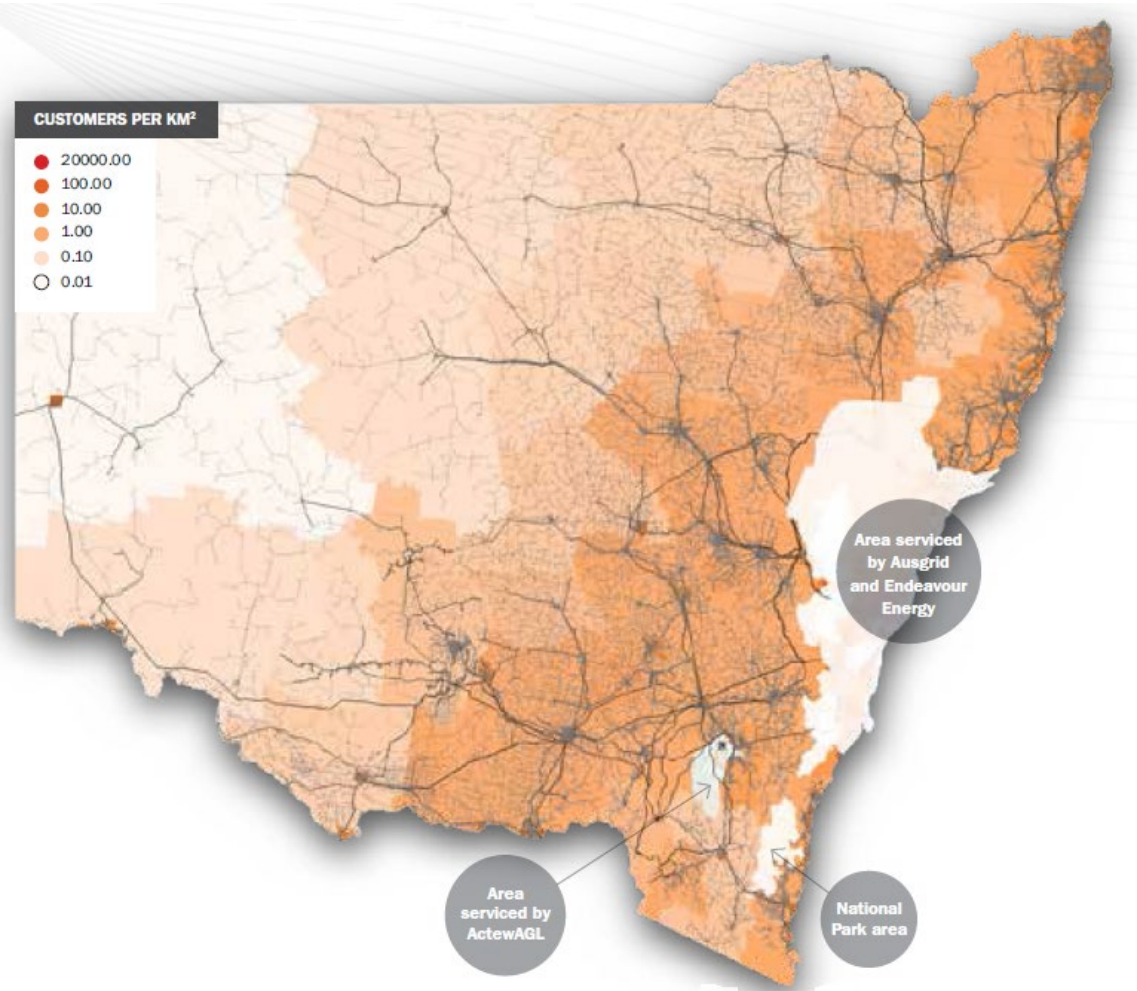 CUSTOMERS PER KM²
20000.00
100.00
10.00
1.00
0.10
0.01
Area serviced
by Ausgrid
and Endeavour
Energy
Area
serviced by
ActewAGL
National
Park area